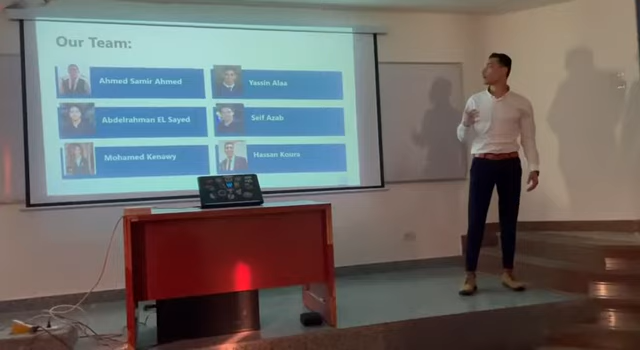 Our Team:
Ahmed Samir Ahmed
Yassin Alaa
Abdelrahman EL Sayed
Seif Azab
Mohamed Kenawy
Hassan Koura